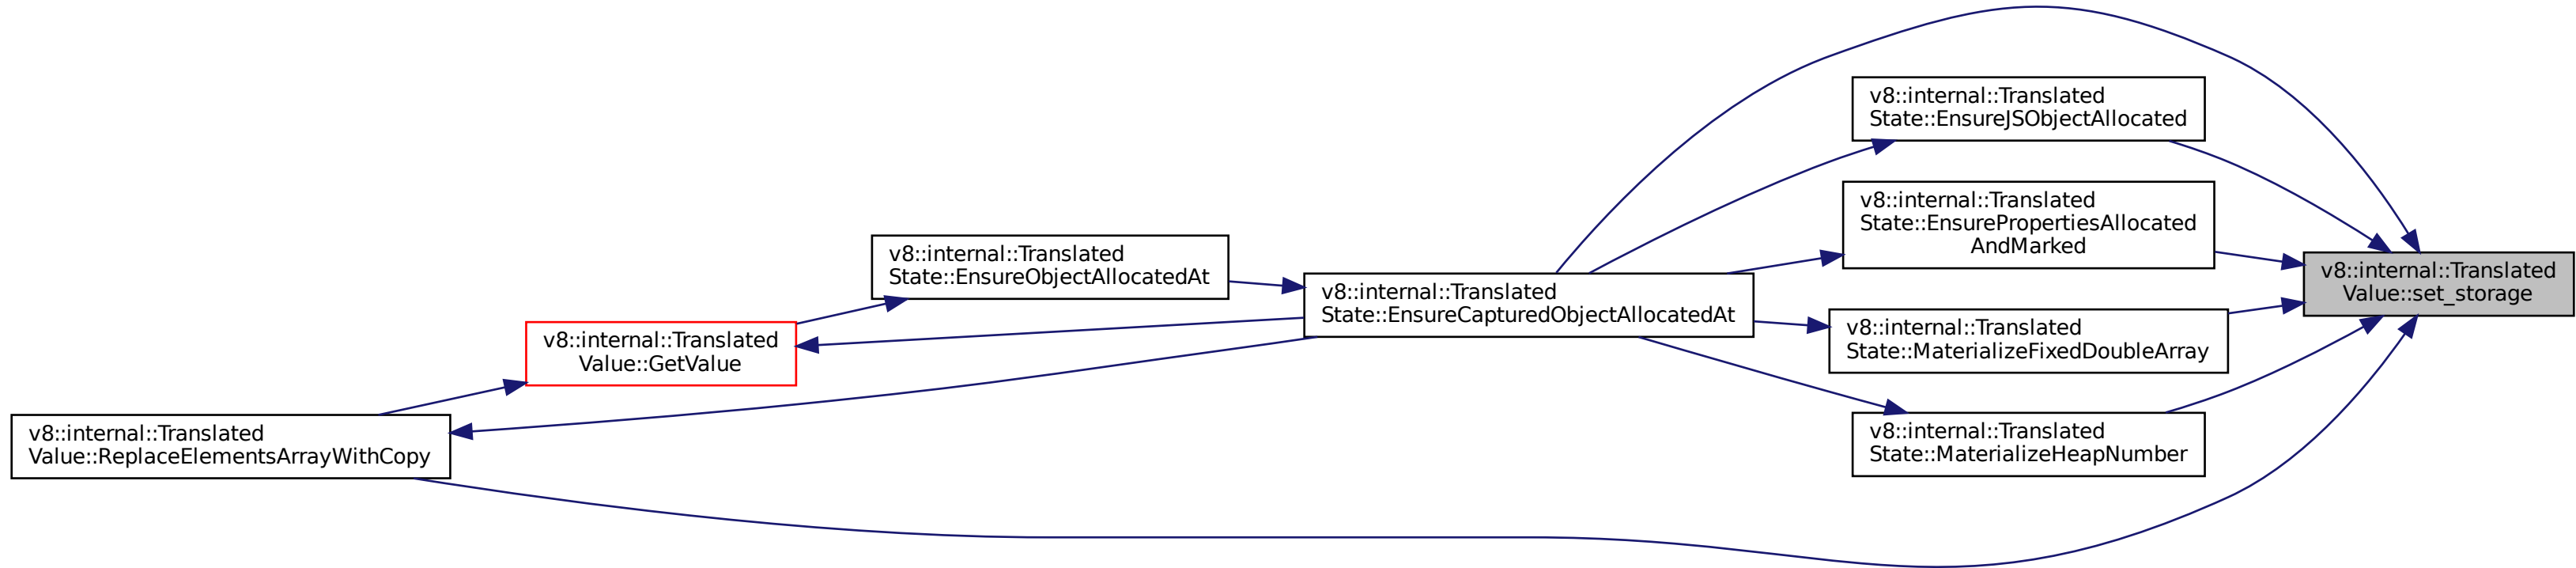 v8::internal::Translated
State::EnsureJSObjectAllocated
v8::internal::Translated
State::EnsurePropertiesAllocated
AndMarked
v8::internal::Translated
State::EnsureObjectAllocatedAt
v8::internal::Translated
Value::set_storage
v8::internal::Translated
State::EnsureCapturedObjectAllocatedAt
v8::internal::Translated
State::MaterializeFixedDoubleArray
v8::internal::Translated
Value::GetValue
v8::internal::Translated
State::MaterializeHeapNumber
v8::internal::Translated
Value::ReplaceElementsArrayWithCopy